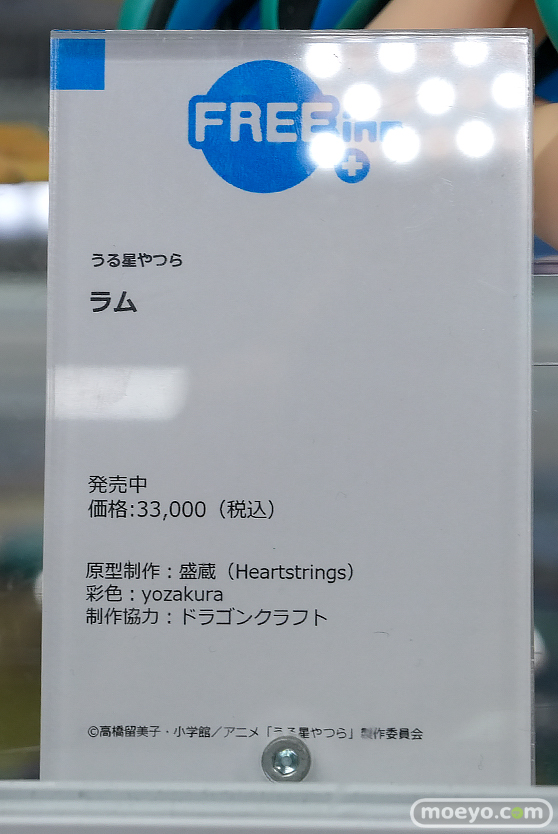 FREEing
+
うる星やつら
ラム
発売中
価格:33,000（税込）
原型制作：盛蔵（Heartstrings）
彩色：yozakura
制作協力：ドラゴンクラフト
©高橋留美子・小学館／アニメ「うる星やつら」製作委員会
moeyo.com